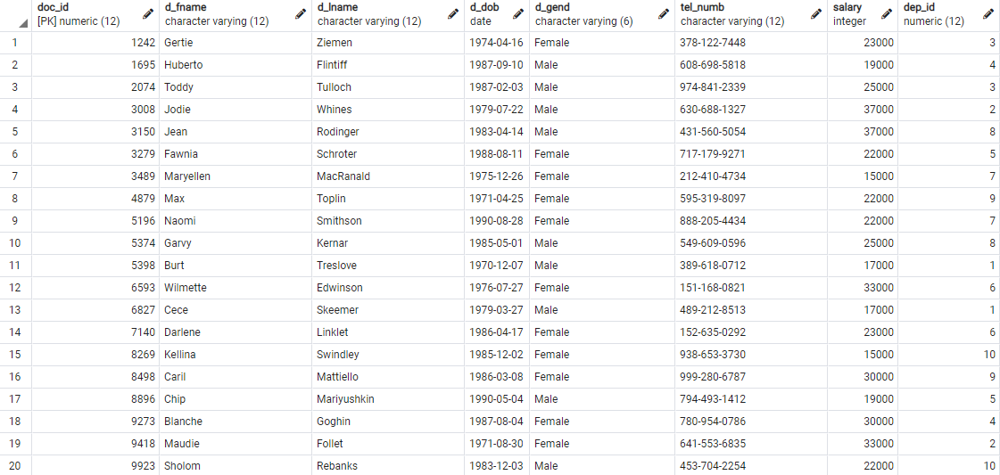 doc_id d_fname d_lname d_dob d_gend tel_numb salary dep_id
[PK] numeric (12) character varying (12) character varying (12) date character varying (6) character varying (12) integer numeric (12)
1 1242 Gertie Ziemen 1974-04-16 Female 378-122-7448 23000 3
2 1695 Huberto Flintiff 1987-09-10 Male 608-698-5818 19000 4
3 2074 Toddy Tulloch 1987-02-03 Male 974-841-2339 25000 3
4 3008 Jodie Whines 1979-07-22 Male 630-688-1327 37000 2
5 3150 Jean Rodinger 1983-04-14 Male 431-560-5054 37000 8
6 3279 Fawnia Schroter 1988-08-11 Female 717-179-9271 22000 5
7 3489 Maryellen MacRanald 1975-12-26 Female 212-410-4734 15000 7
8 4879 Max Toplin 1971-04-25 Female 595-319-8097 22000 9
9 5196 Naomi Smithson 1990-08-28 Female 888-205-4434 22000 7
10 5374 Garvy Kernar 1985-05-01 Male 549-609-0596 25000 8
11 5398 Burt Treslove 1970-12-07 Male 389-618-0712 17000 1
12 6593 Wilmette Edwinson 1976-07-27 Female 151-168-0821 33000 6
13 6827 Cece Skeemer 1979-03-27 Male 489-212-8513 17000 1
14 7140 Darlene Linklet 1986-04-17 Female 152-635-0292 23000 6
15 8269 Kellina Swindley 1985-12-02 Female 938-653-3730 15000 10
16 8498 Caril Mattiello 1986-03-08 Female 999-280-6787 30000 9
17 8896 Chip Mariyushkin 1990-05-04 Male 794-493-1412 19000 5
18 9273 Blanche Goghin 1987-08-04 Female 780-954-0786 30000 4
19 9418 Maudie Follet 1971-08-30 Female 641-553-6835 33000 2
20 9923 Sholom Rebanks 1983-12-03 Male 453-704-2254 22000 10